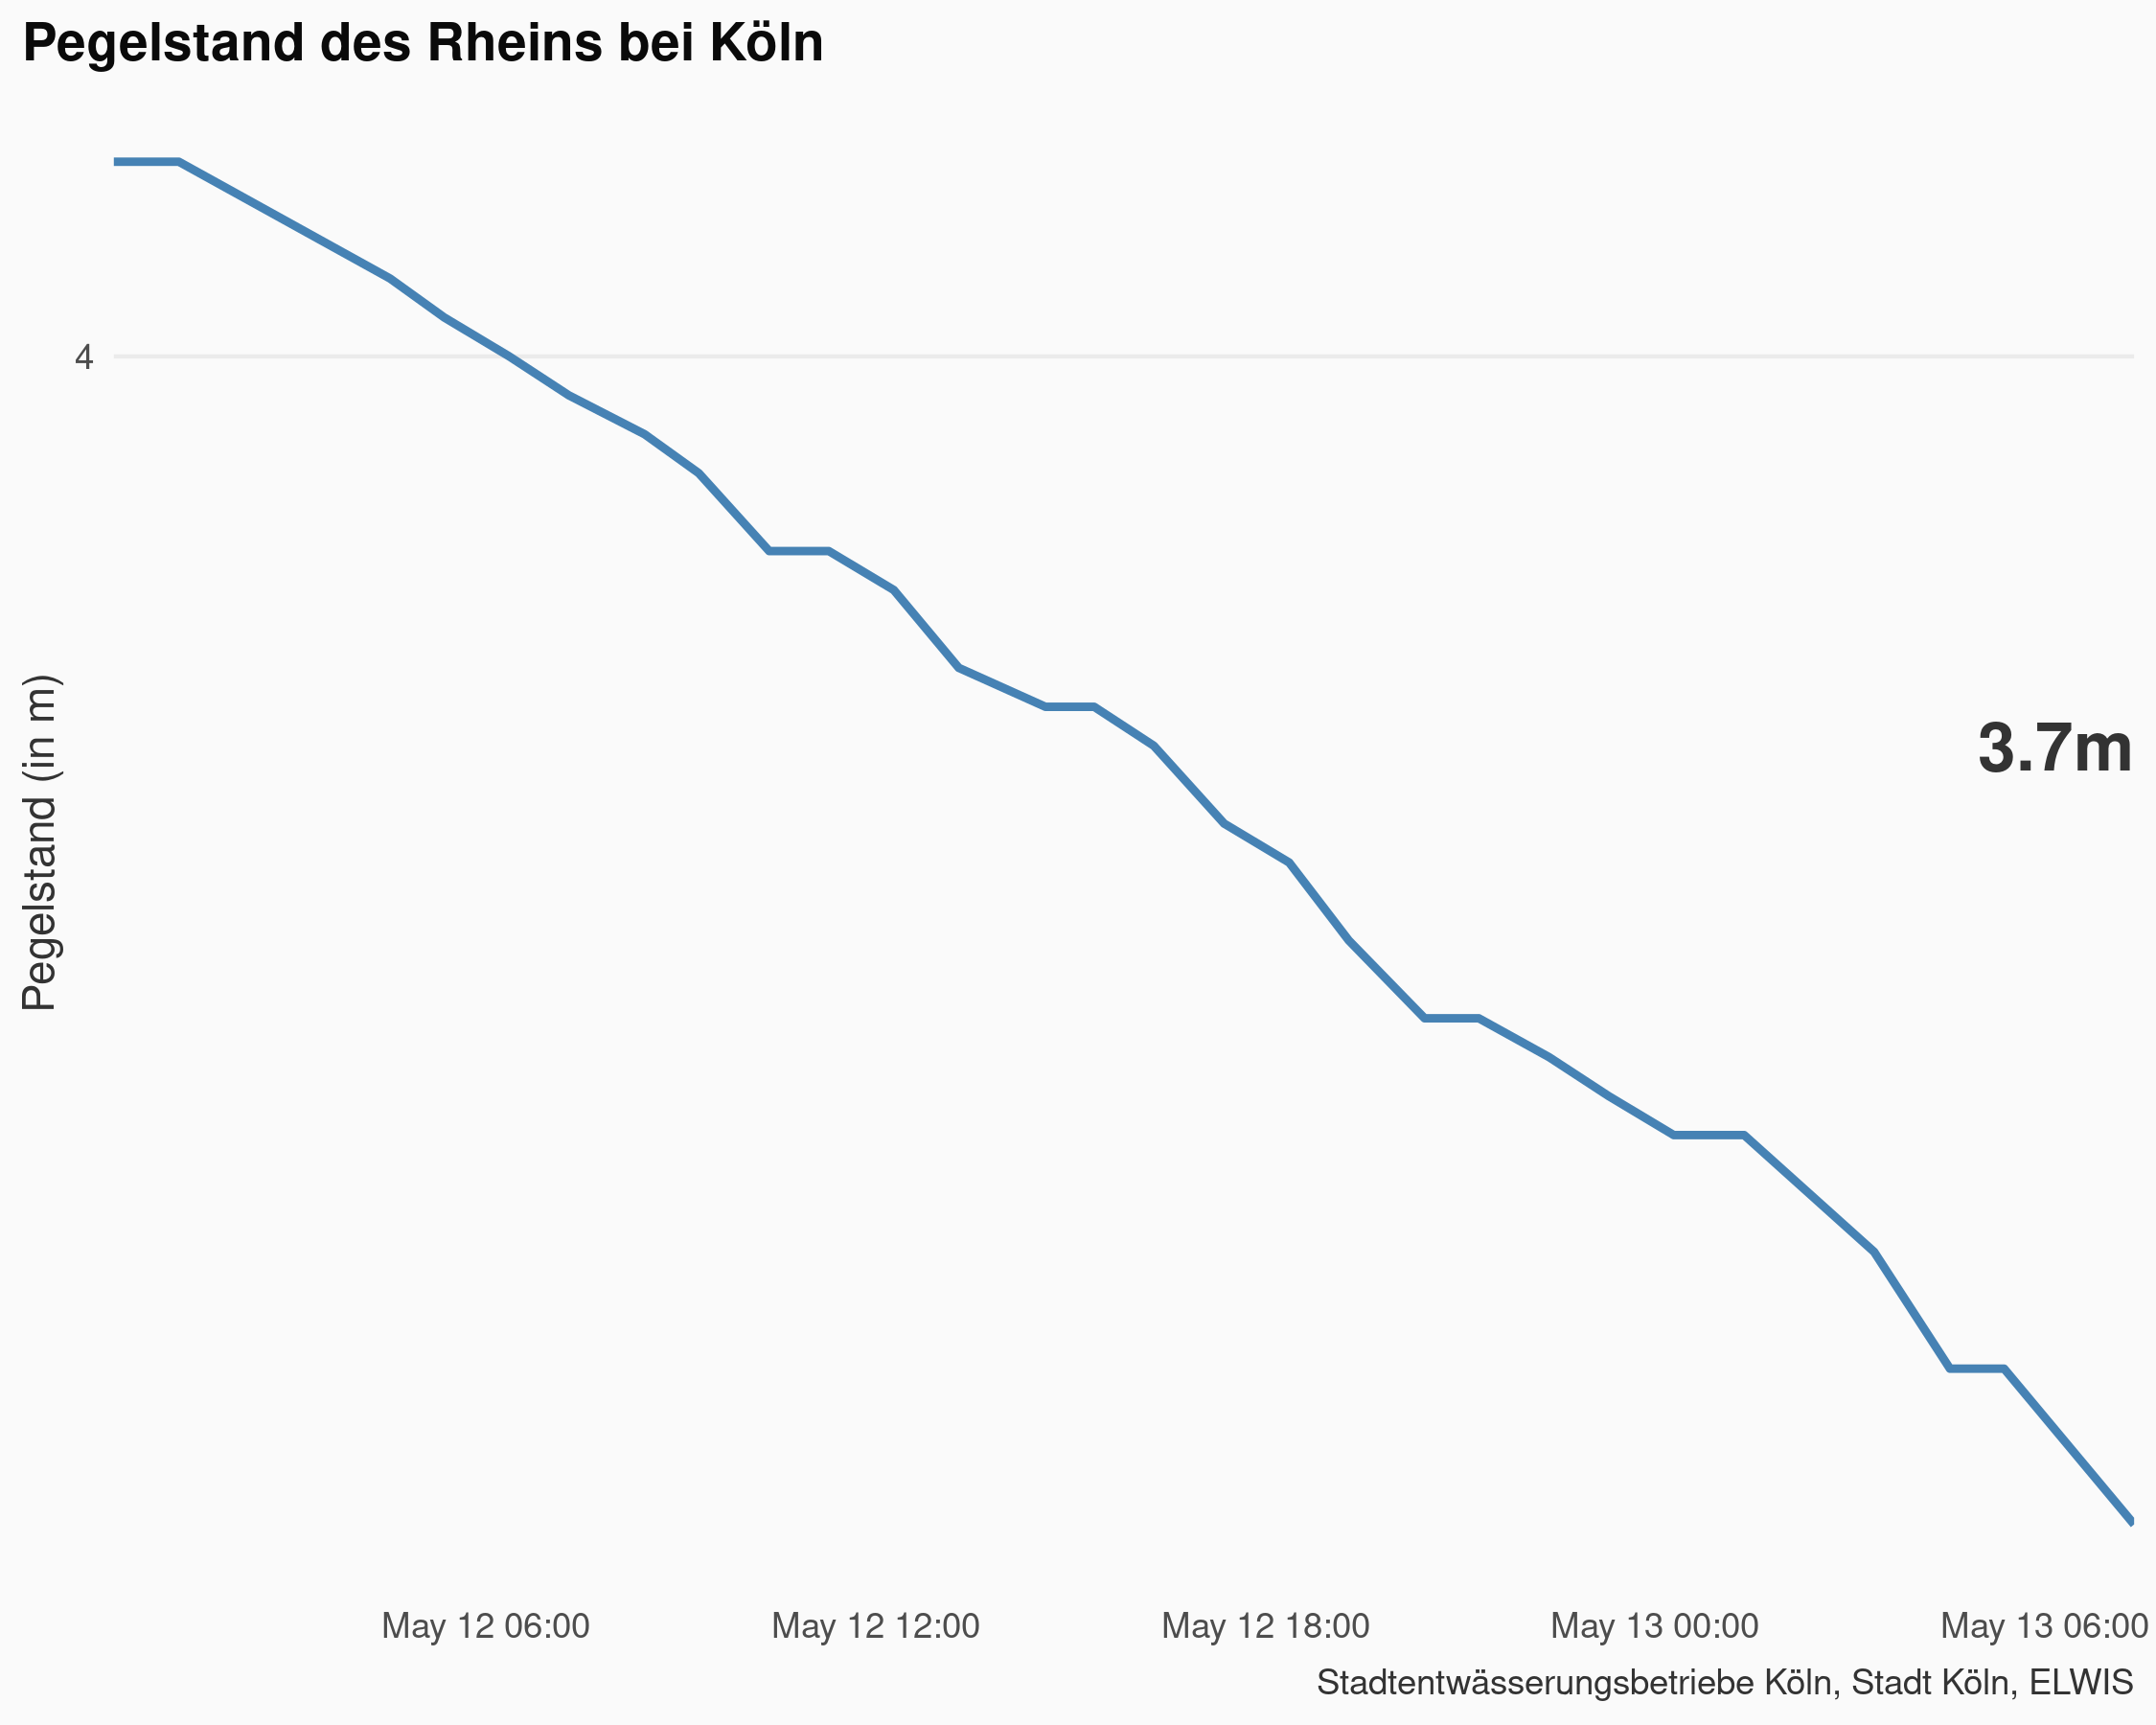 Pegelstand des Rheins bei Köln
4
Pegelstand (in m)
3.7m
May 12 06:00
May 12 12:00
May 12 18:00
May 13 00:00
May 13 06:00
Stadtentwässerungsbetriebe Köln, Stadt Köln, ELWIS